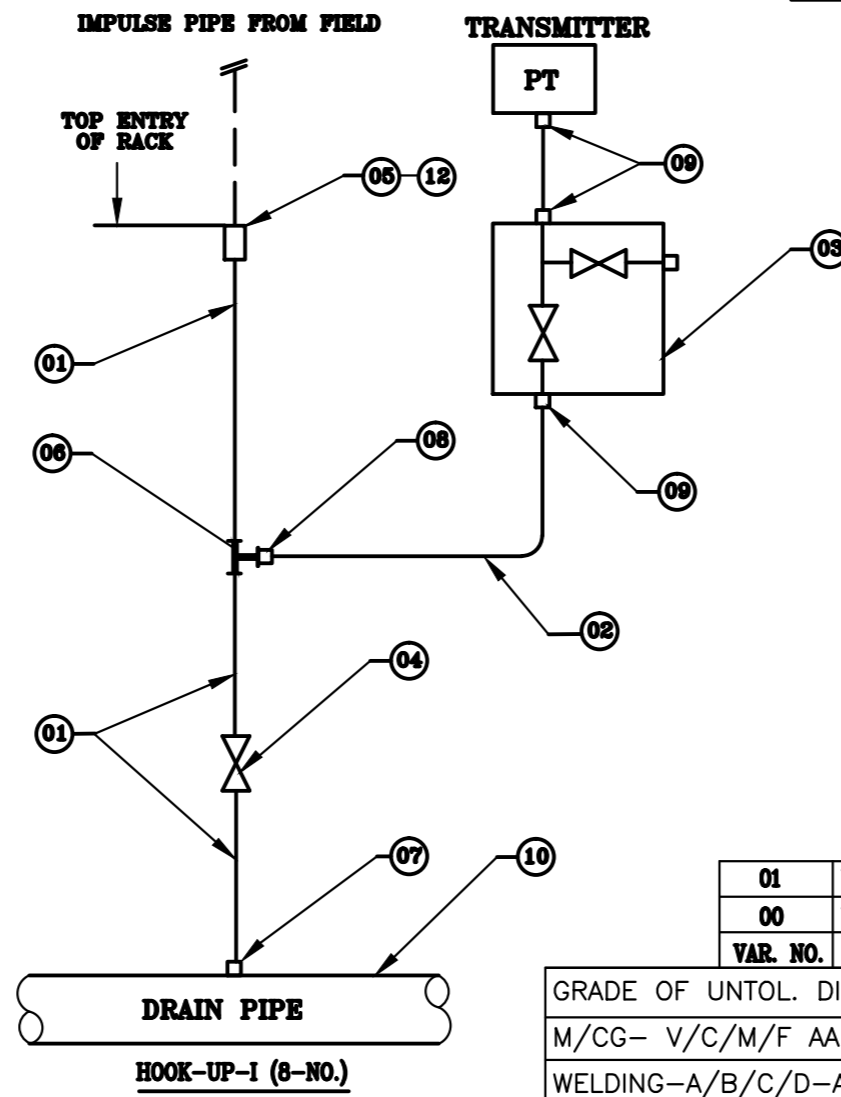 IMPULSE PIPE FROM FIELD
TRANSMITTER
PT
TOP ENTRY
OF RACK
05
12
09
03
01
06
08
09
02
04
01
07
10
DRAIN PIPE
HOOK-UP-I (8-NO.)
01
00
VAR. NO.
GRADE OF UNTOL. DI
M/CG- V/C/M/F AA
WELDING-A/B/C/D-A